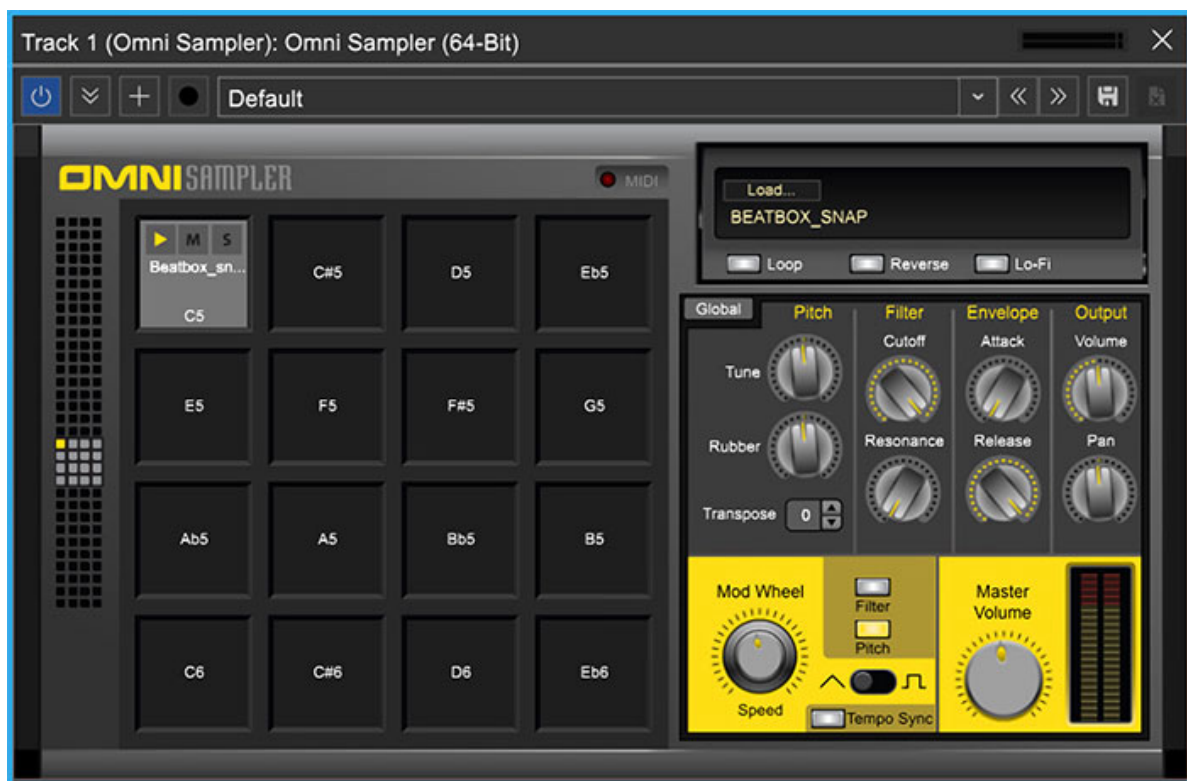 Track 1 (Omni Sampler): Omni Sampler (64-Bit)
Default
OMNISAMPLER
MIDI
Load...
BEATBOX_SNAP
Loop Reverse Lo-Fi
M S
Beatbox_sn...
C5
C#5 D5 Eb5
E5 F5 F#5 G5
Ab5 A5 Bb5 B5
C6 C#6 D6 Eb6
Global Pitch Filter Envelope Output
Tune Cutoff Attack Volume
Rubber Resonance Release Pan
Transpose 0
Mod Wheel
Speed
Filter
Pitch
Tempo Sync
Master
Volume